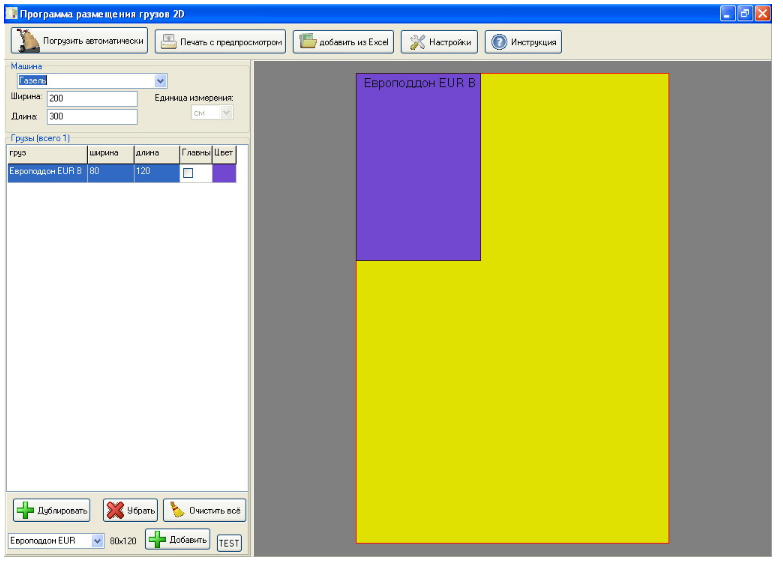 Программа размещения грузов 2D
Погрузить автоматически
Печать с предпросмотром
добавить из Excel
Настройки
Инструкция
Машина
Газель
Ширина: 200
Единица измерения:
Длина: 300
см
Грузы (всего 1)
груз ширина длина Главны Цвет
Европоддон EUR В 80 120
Европоддон EUR В
Дублировать
Убрать
Очистить всё
Европоддон EUR
80x120
Добавить
TEST